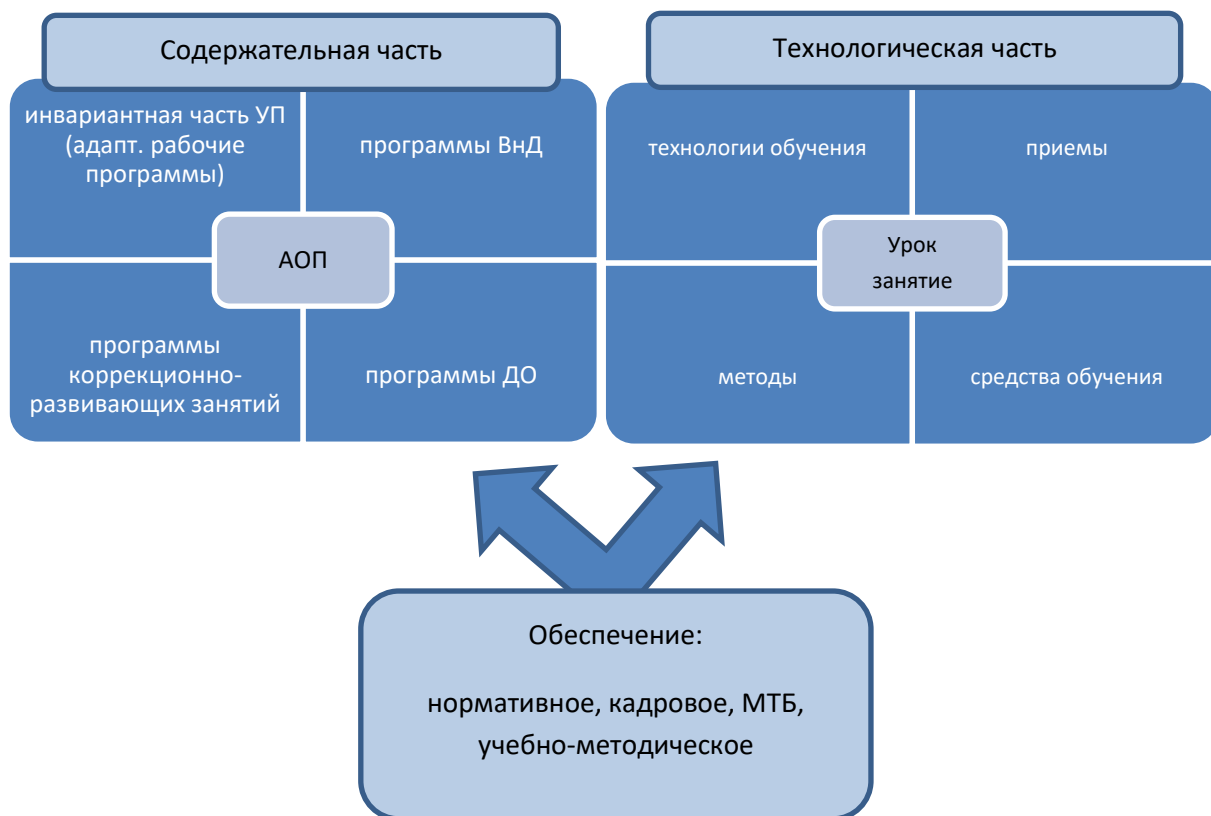 Содержательная часть
инвариантная часть УП
(адапт. рабочие
программы)
программы ВнД
АОП
программы
коррекционно-
развивающих занятий
программы ДО
Технологическая часть
технологии обучения
приемы
Урок
занятие
методы
средства обучения
Обеспечение:
нормативное, кадровое, МТБ,
учебно-методическое